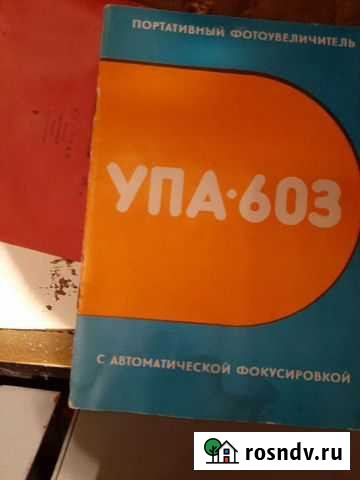 ПОРТАТИВНЫЙ ФОТОУВЕЛИЧИТЕЛЬ
УПА·603
С АВТОМАТИЧЕСКОЙ ФОКУСИРОВКОЙ
rosndv.ru